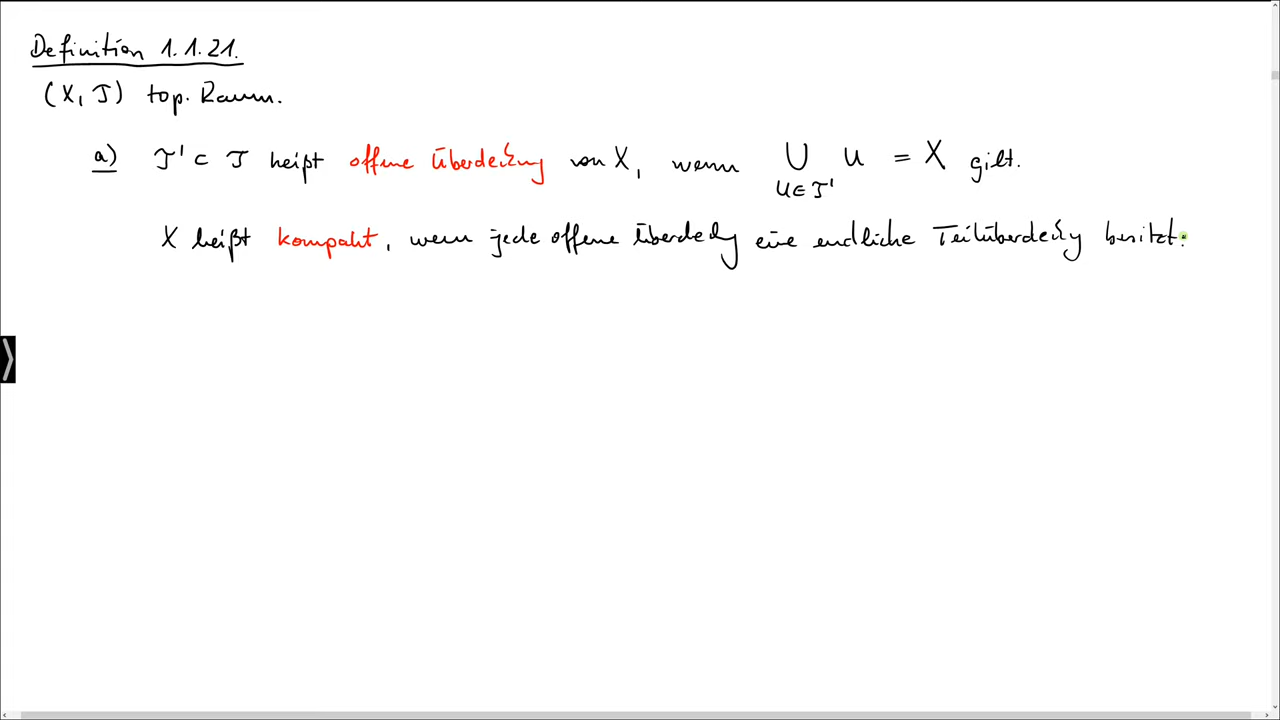 Definition 1.1.21.
(X, T) top. Raum.
a) T' ⊂ T heißt offene Überdeckung von X, wenn ⋃_{U∈T'} U = X gilt.
X heißt kompakt, wenn jede offene Überdeckung eine endliche Teilüberdeckung besitzt.